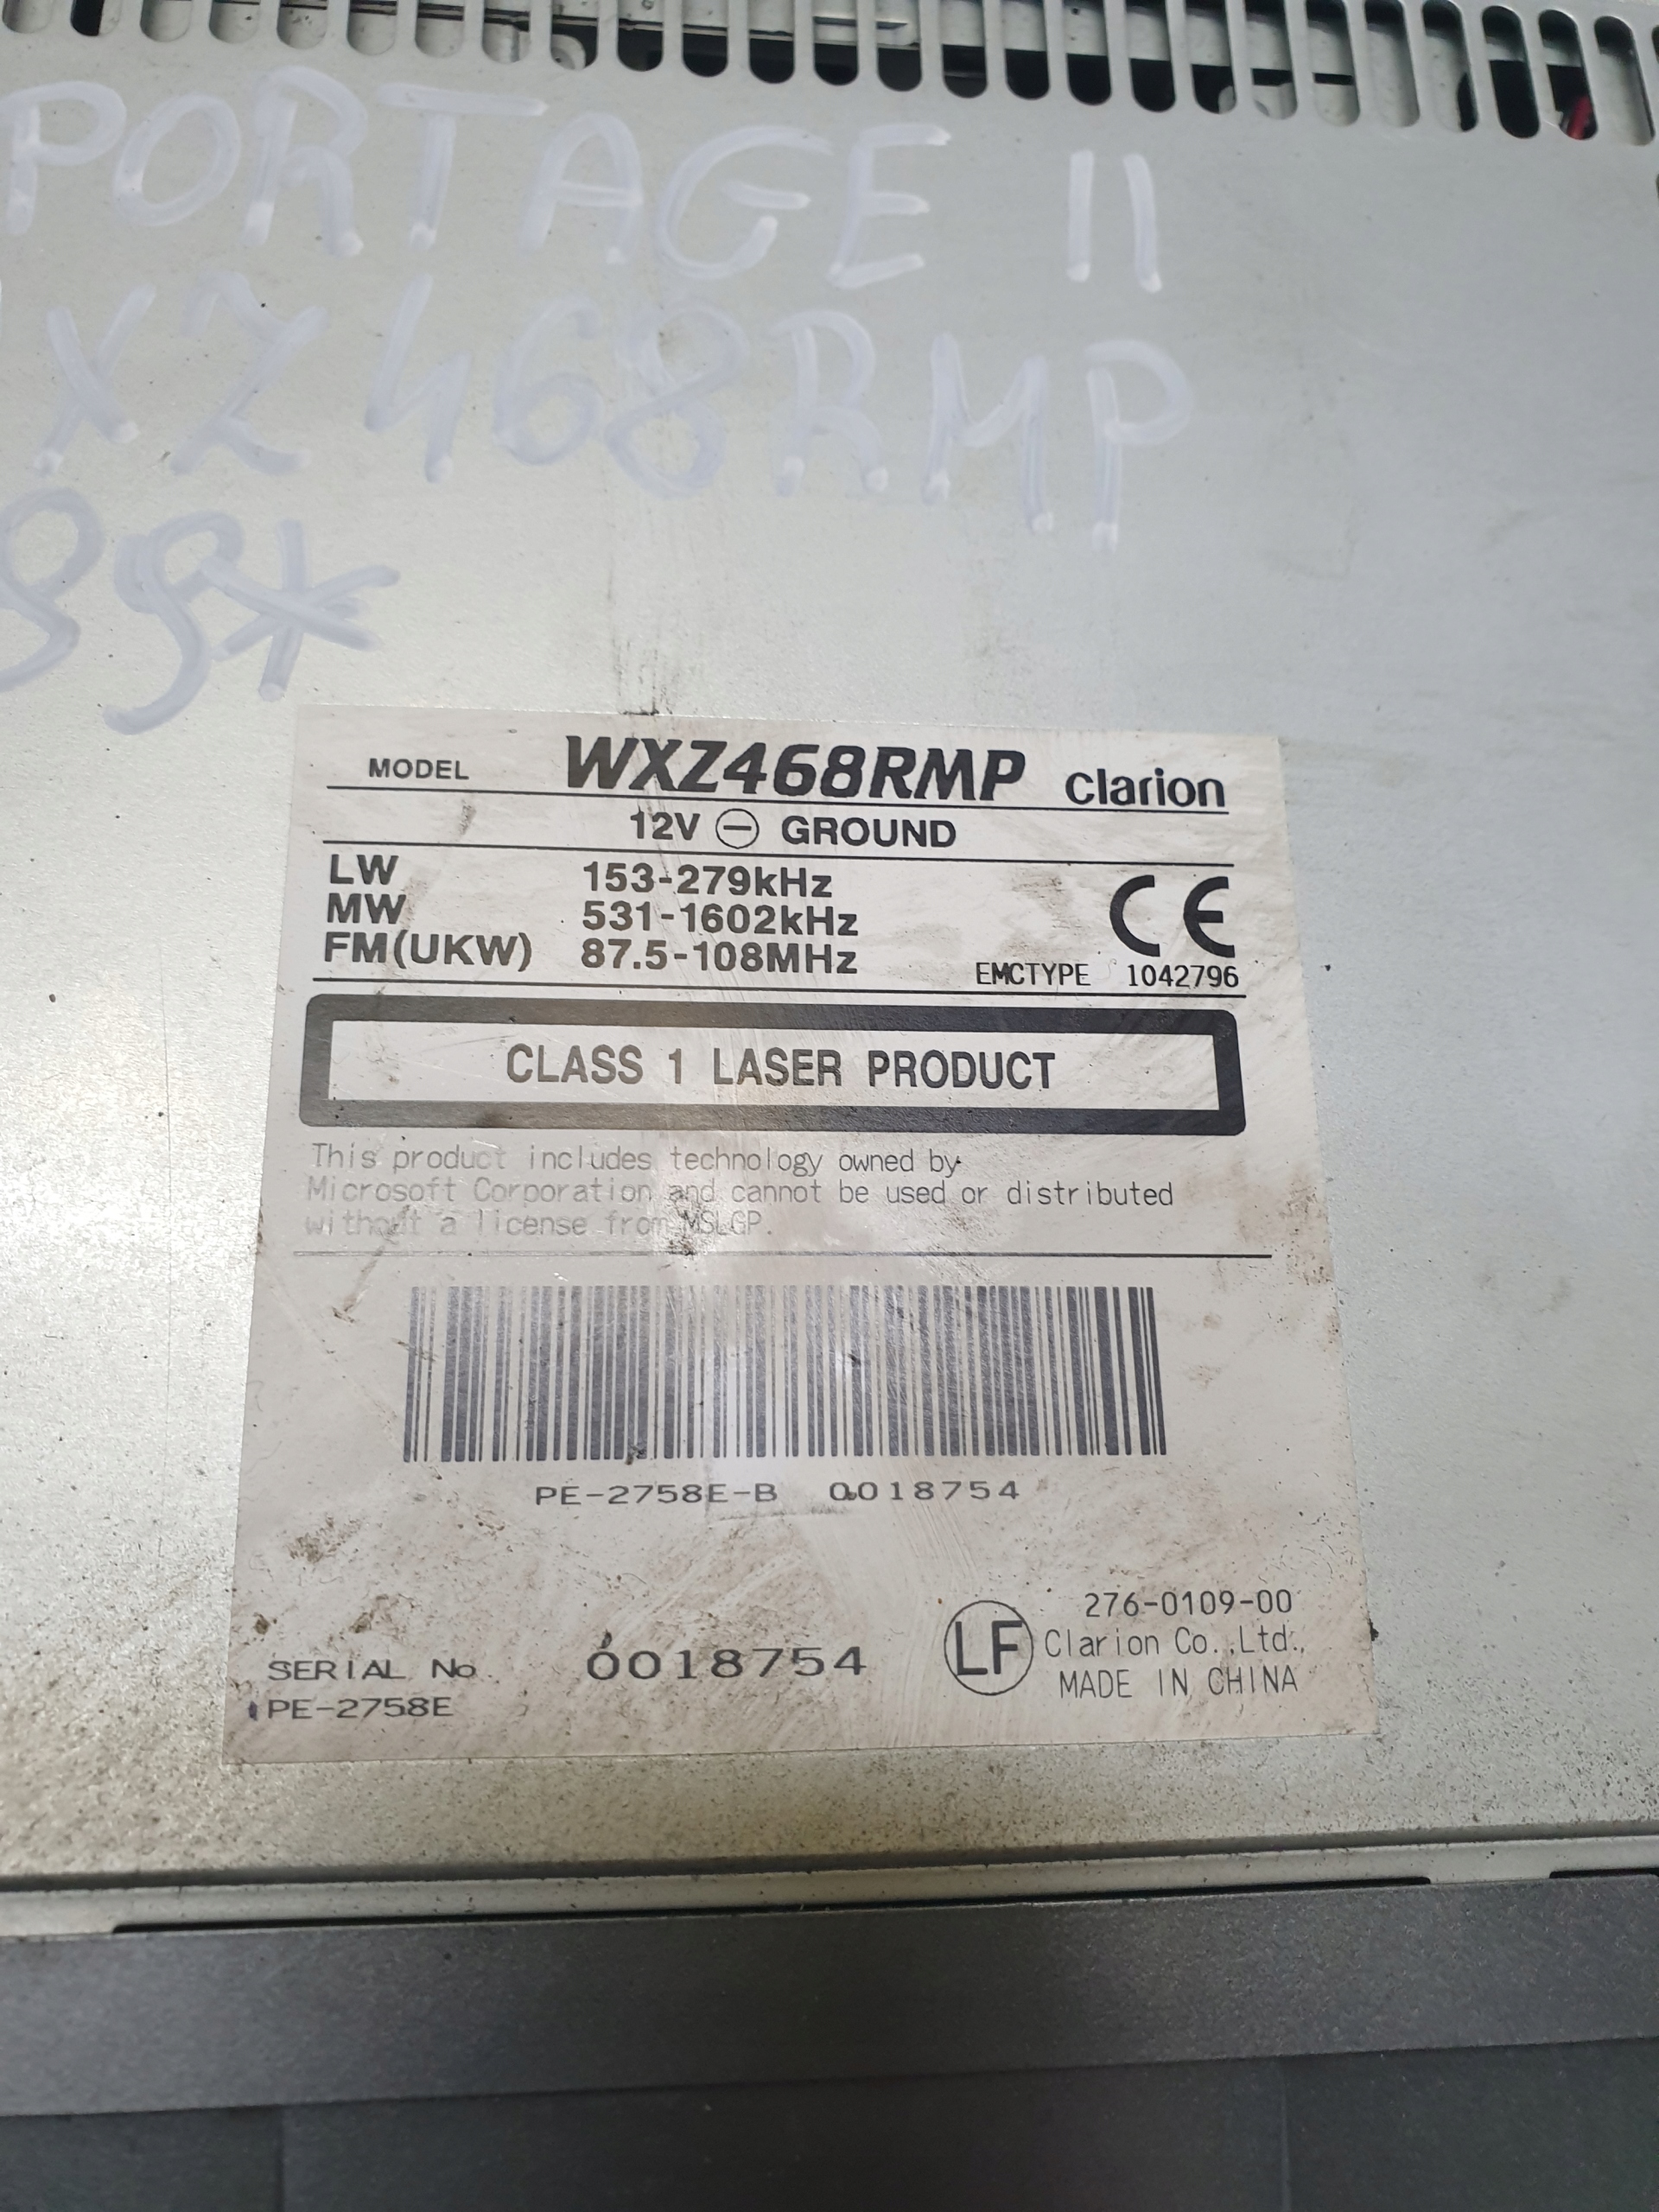 PORTAGE II
XZ468RMP
99*
MODEL WXZ468RMP Clarion
12V ⊖ GROUND
LW 153-279kHz
MW 531-1602kHz
FM(UKW) 87.5-108MHz
CE
EMCTYPE 1042796
CLASS 1 LASER PRODUCT
This product includes technology owned by
Microsoft Corporation and cannot be used or distributed
without a license from MSLGP.
PE-2758E-B 0018754
276-0109-00
LF Clarion Co.,Ltd.
MADE IN CHINA
SERIAL No. 0018754
PE-2758E